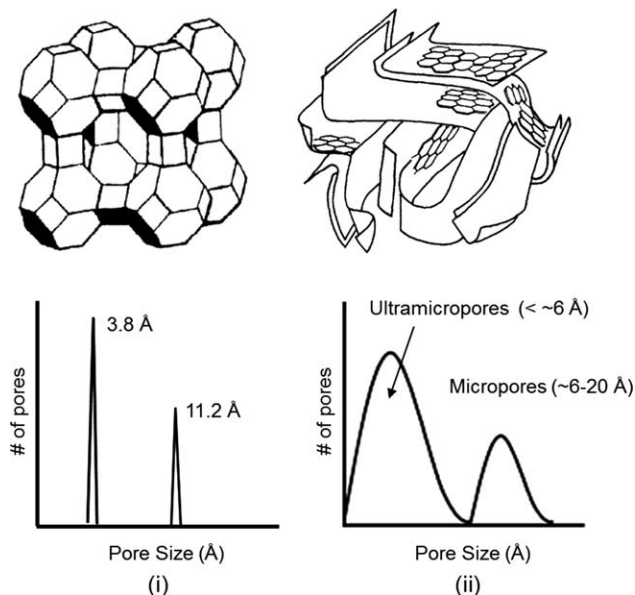 # of pores
3.8 Å
11.2 Å
Pore Size (Å)
(i)
# of pores
Ultramicropores (< ~6 Å)
Micropores (~6-20 Å)
Pore Size (Å)
(ii)